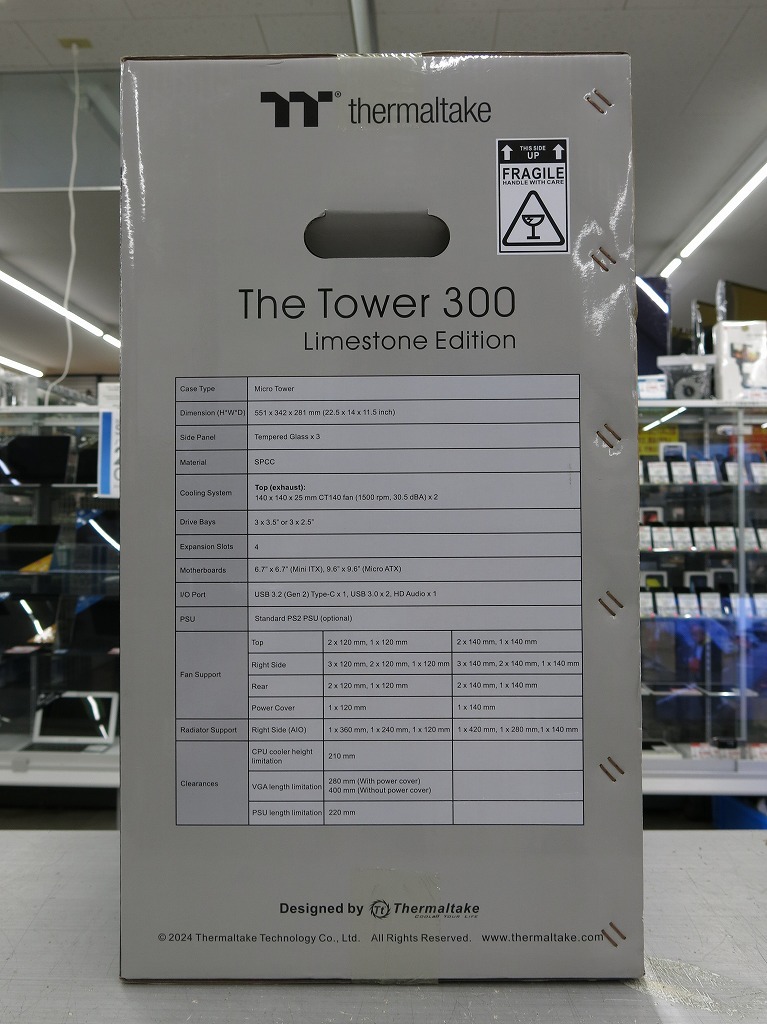 thermaltake
THIS SIDE
UP
FRAGILE
HANDLE WITH CARE
The Tower 300
Limestone Edition
Case Type Micro Tower
Dimension (H*W*D) 551 x 342 x 281 mm (22.5 x 14 x 11.5 inch)
Side Panel Tempered Glass x 3
Material SPCC
Cooling System Top (exhaust):
140 x 140 x 25 mm CT140 fan (1500 rpm, 30.5 dBA) x 2
Drive Bays 3 x 3.5" or 3 x 2.5"
Expansion Slots 4
Motherboards 6.7" x 6.7" (Mini ITX), 9.6" x 9.6" (Micro ATX)
I/O Port USB 3.2 (Gen 2) Type-C x 1, USB 3.0 x 2, HD Audio x 1
PSU Standard PS2 PSU (optional)
Fan Support
Top 2 x 120 mm, 1 x 120 mm 2 x 140 mm, 1 x 140 mm
Right Side 3 x 120 mm, 2 x 120 mm, 1 x 120 mm 3 x 140 mm, 2 x 140 mm, 1 x 140 mm
Rear 2 x 120 mm, 1 x 120 mm 2 x 140 mm, 1 x 140 mm
Power Cover 1 x 120 mm 1 x 140 mm
Radiator Support Right Side (AIO) 1 x 360 mm, 1 x 240 mm, 1 x 120 mm 1 x 420 mm, 1 x 280 mm,1 x 140 mm
Clearances
CPU cooler height
limitation 210 mm
VGA length limitation 280 mm (With power cover)
400 mm (Without power cover)
PSU length limitation 220 mm
Designed by Thermaltake
COOL all YOUR LIFE
© 2024 Thermaltake Technology Co., Ltd. All Rights Reserved. www.thermaltake.com